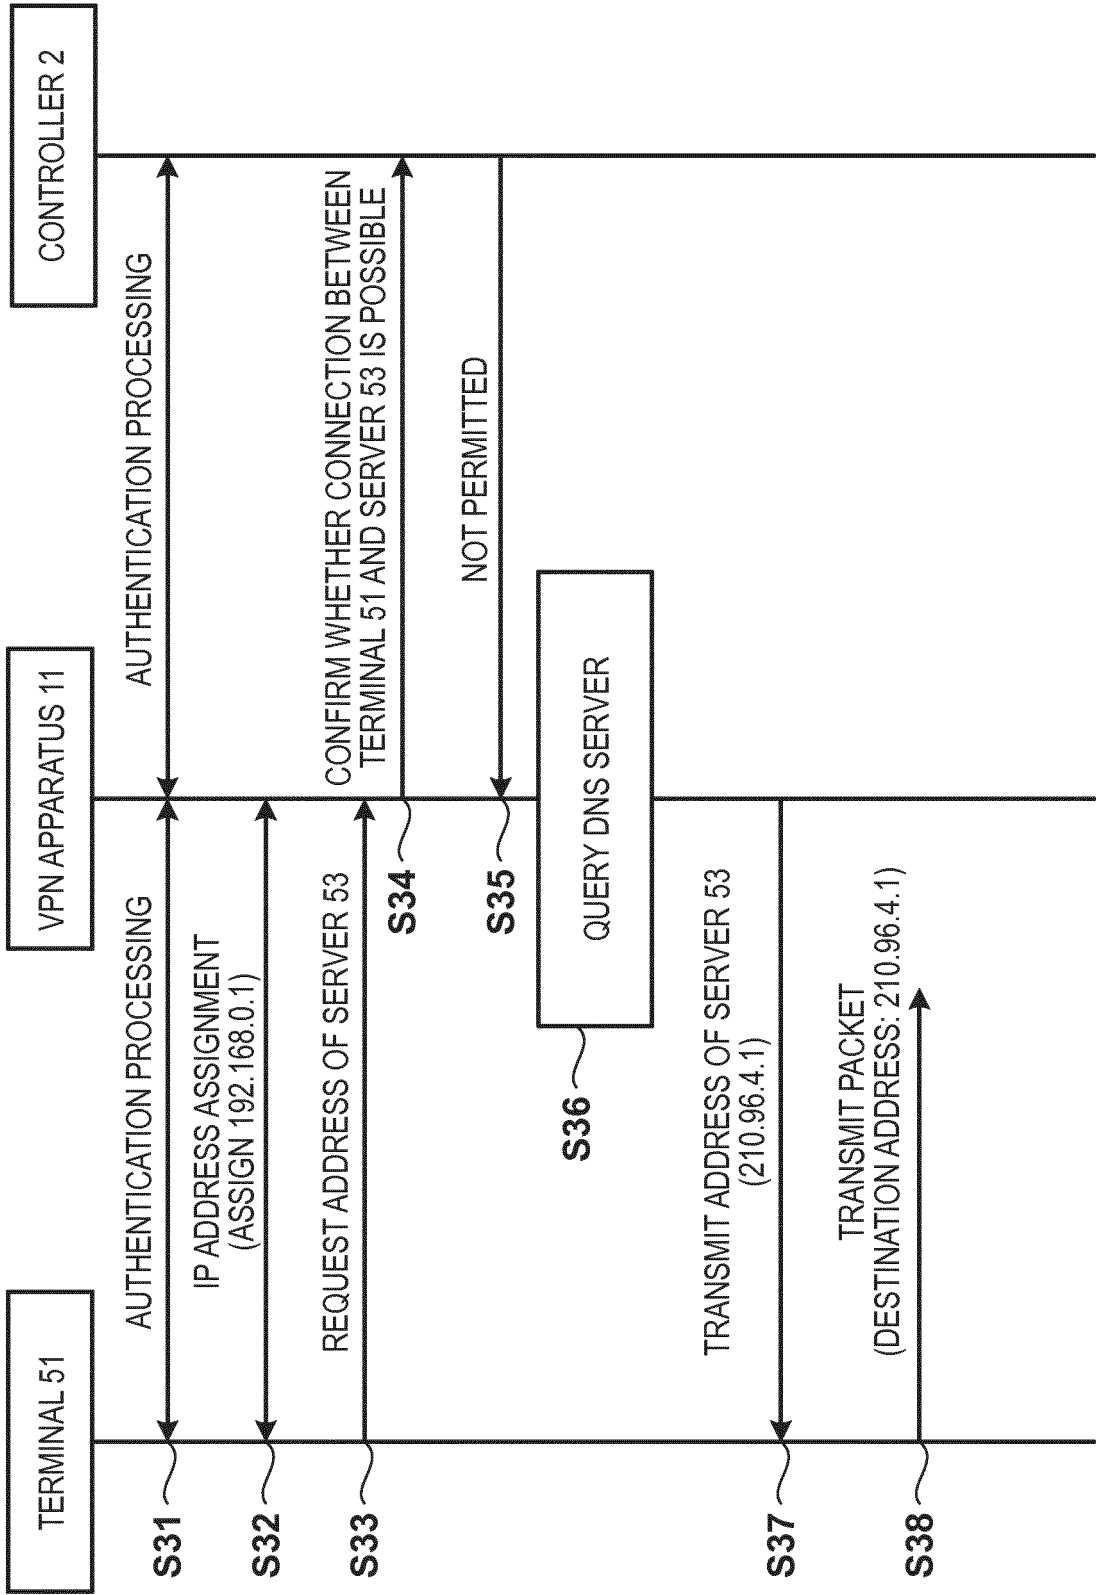 TERMINAL 51
VPN APPARATUS 11
CONTROLLER 2
S31
AUTHENTICATION PROCESSING
AUTHENTICATION PROCESSING
S32
IP ADDRESS ASSIGNMENT
(ASSIGN 192.168.0.1)
S33
REQUEST ADDRESS OF SERVER 53
S34
CONFIRM WHETHER CONNECTION BETWEEN
TERMINAL 51 AND SERVER 53 IS POSSIBLE
S35
NOT PERMITTED
S36
QUERY DNS SERVER
S37
TRANSMIT ADDRESS OF SERVER 53
(210.96.4.1)
S38
TRANSMIT PACKET
(DESTINATION ADDRESS: 210.96.4.1)